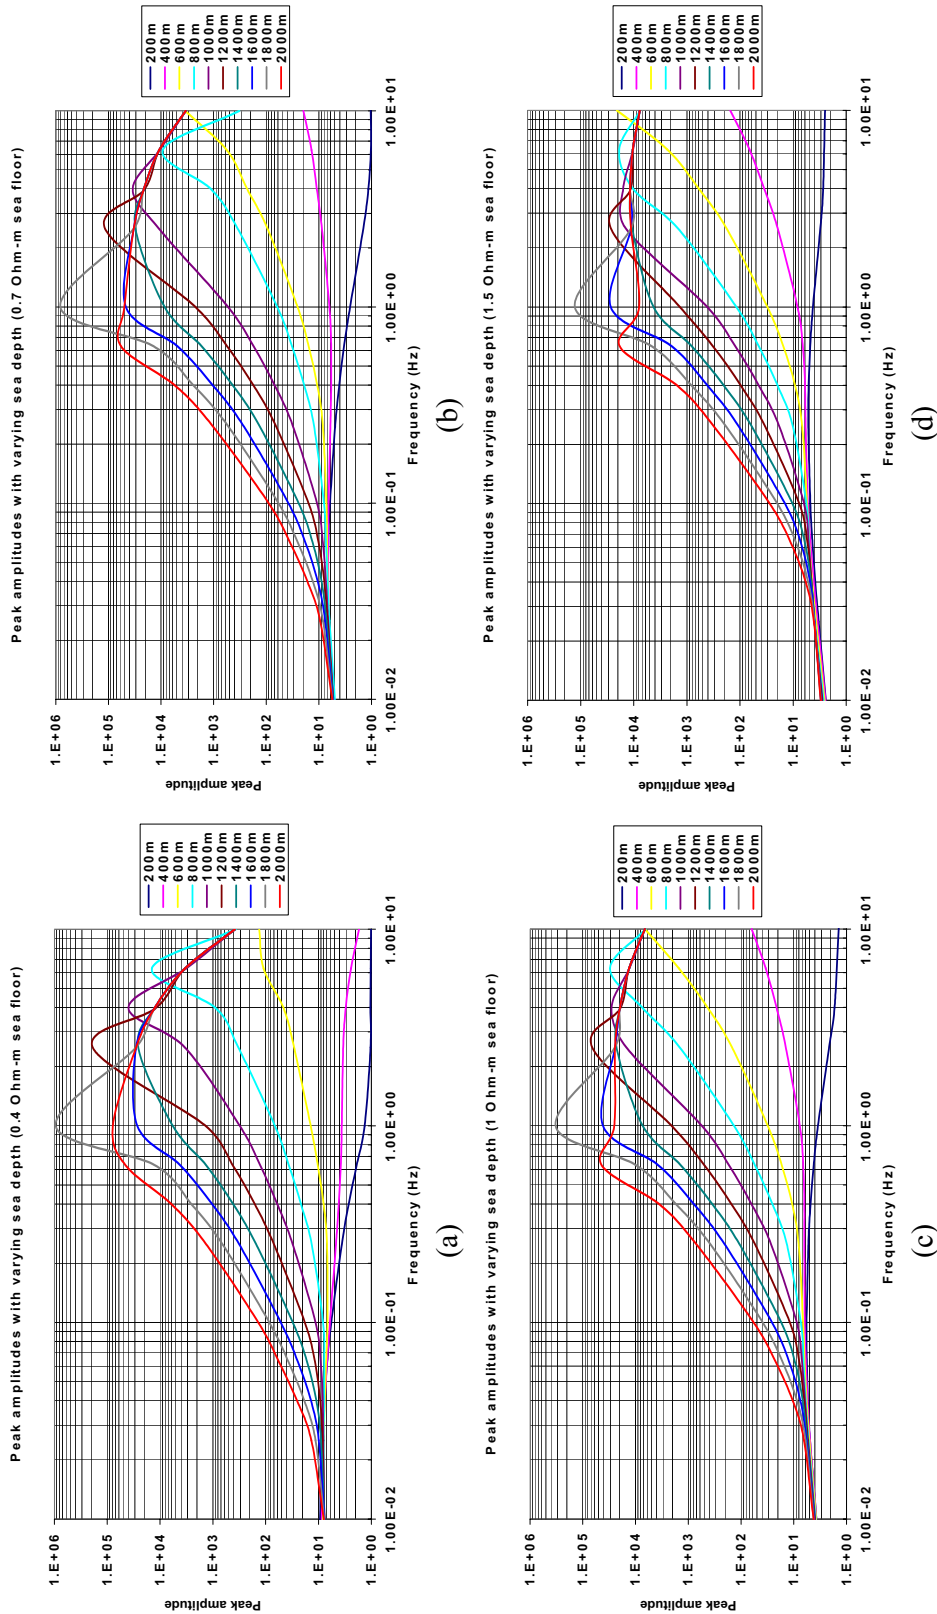 Peak amplitudes with varying sea depth (0.4 Ohm-m sea floor)
Peak amplitude
1.E+06
1.E+05
1.E+04
1.E+03
1.E+02
1.E+01
1.E+00
1.00E-02
1.00E-01
1.00E+00
1.00E+01
Frequency (Hz)
200m
400m
600m
800m
1000m
1200m
1400m
1600m
1800m
2000m
(a)
Peak amplitudes with varying sea depth (0.7 Ohm-m sea floor)
Peak amplitude
1.E+06
1.E+05
1.E+04
1.E+03
1.E+02
1.E+01
1.E+00
1.00E-02
1.00E-01
1.00E+00
1.00E+01
Frequency (Hz)
200m
400m
600m
800m
1000m
1200m
1400m
1600m
1800m
2000m
(b)
Peak amplitudes with varying sea depth (1 Ohm-m sea floor)
Peak amplitude
1.E+06
1.E+05
1.E+04
1.E+03
1.E+02
1.E+01
1.E+00
1.00E-02
1.00E-01
1.00E+00
1.00E+01
Frequency (Hz)
200m
400m
600m
800m
1000m
1200m
1400m
1600m
1800m
2000m
(c)
Peak amplitudes with varying sea depth (1.5 Ohm-m sea floor)
Peak amplitude
1.E+06
1.E+05
1.E+04
1.E+03
1.E+02
1.E+01
1.E+00
1.00E-02
1.00E-01
1.00E+00
1.00E+01
Frequency (Hz)
200m
400m
600m
800m
1000m
1200m
1400m
1600m
1800m
2000m
(d)